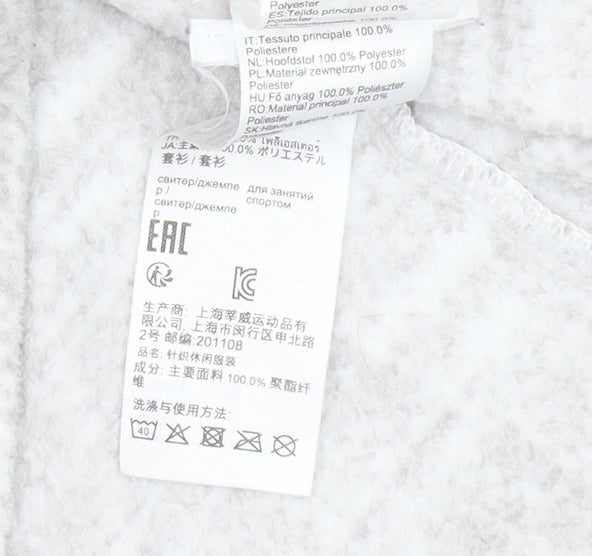 Polyester
ES:Tejido principal 100.0%
IT:Tessuto principale 100.0%
Poliestere
NL:Hoofdstof 100.0% Polyester
PL:Materiał zewnętrzny 100.0%
Poliester
HU:Fő anyag 100.0% Poliészter
RO:Material principal 100.0%
Poliester
SK:Hlavná
JA:主 100.0% ポリエステル
套衫 / 套衫
свитер/джемпе
р /
свитер/джемпе
р
для занятий
спортом
EAC
生产商: 上海莘威运动品有
限公司, 上海市闵行区申北路
2号 邮编:201108
品名: 针织休闲服装
成分: 主要面料 100.0% 聚酯纤
维
洗涤与使用方法:
40